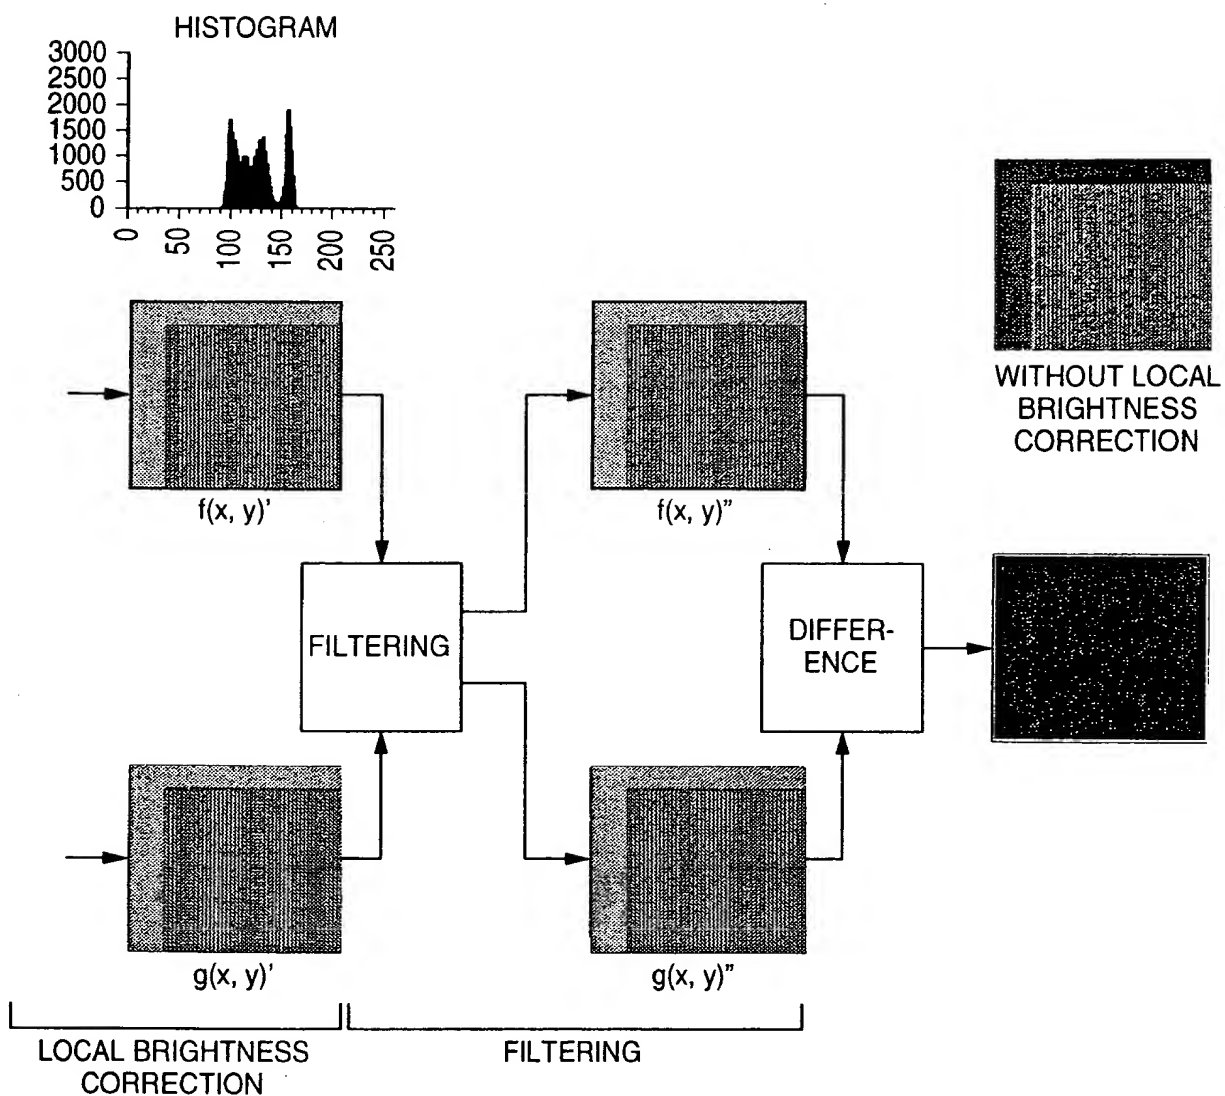 HISTOGRAM
3000
2500
2000
1500
1000
500
0
0 50 100 150 200 250
WITHOUT LOCAL
BRIGHTNESS
CORRECTION
f(x, y)'
f(x, y)"
FILTERING
DIFFER-
ENCE
g(x, y)'
g(x, y)"
LOCAL BRIGHTNESS
CORRECTION
FILTERING